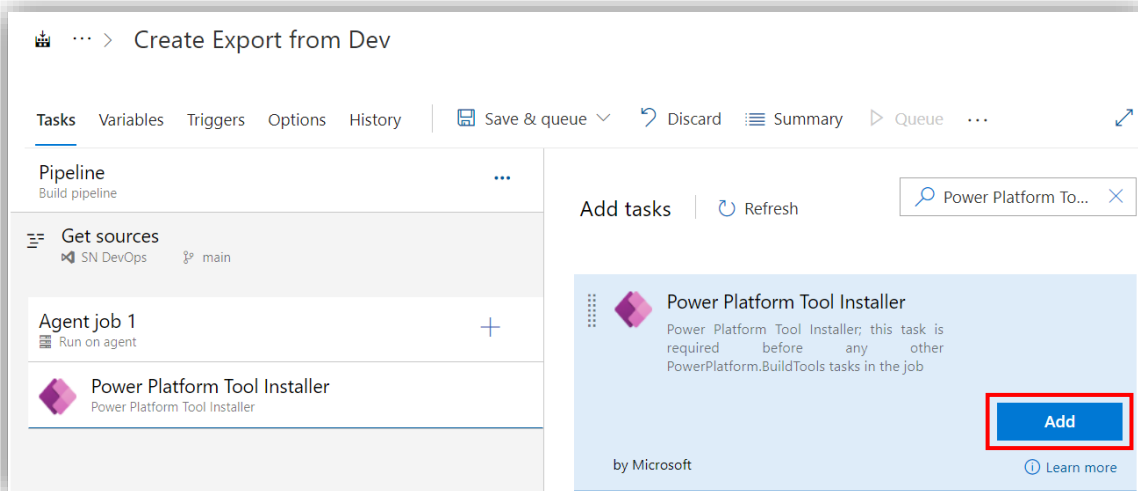 ··· > Create Export from Dev
Tasks Variables Triggers Options History Save & queue Discard Summary Queue ···
Pipeline ···
Build pipeline
Get sources
SN DevOps main
Agent job 1
Run on agent
Power Platform Tool Installer
Power Platform Tool Installer
Add tasks Refresh Power Platform To...
Power Platform Tool Installer
Power Platform Tool Installer; this task is
required before any other
PowerPlatform.BuildTools tasks in the job
Add
by Microsoft Learn more